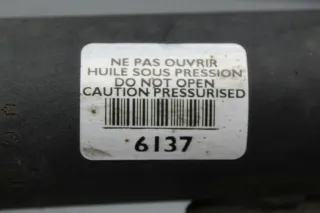 NE PAS OUVRIR
HUILE SOUS PRESSION
DO NOT OPEN
CAUTION PRESSURISED
6137